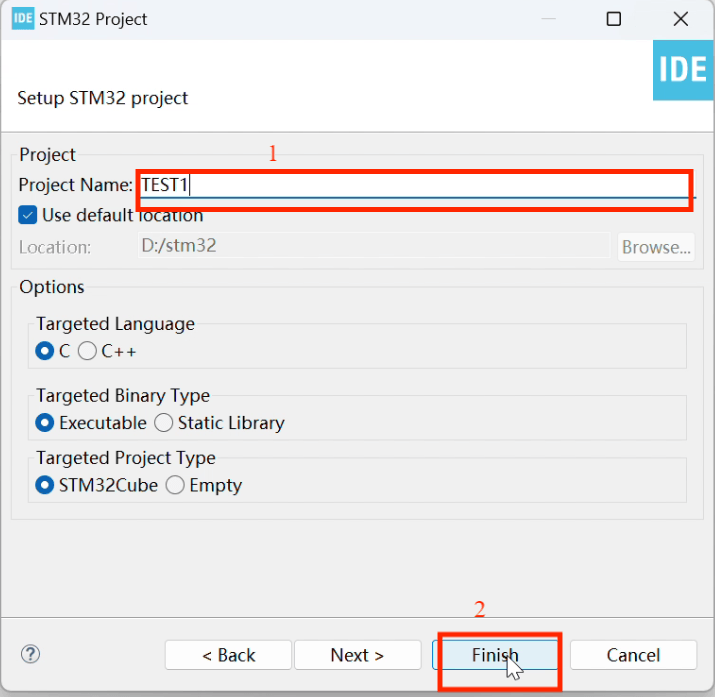 IDE STM32 Project
IDE
Setup STM32 project
1
Project
Project Name: TEST1
Use default location
Location: D:/stm32 Browse...
Options
Targeted Language
C C++
Targeted Binary Type
Executable Static Library
Targeted Project Type
STM32Cube Empty
2
? < Back Next > Finish Cancel